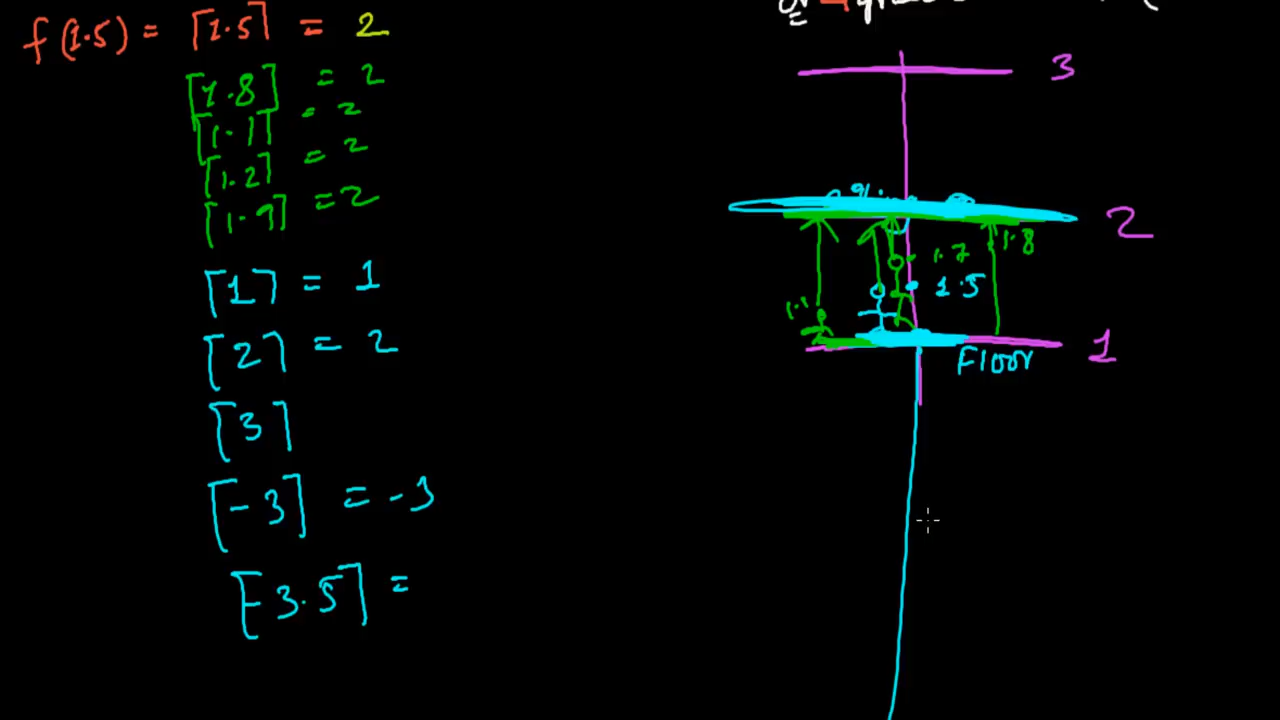 f(1.5) = ⌈1.5⌉ = 2
⌈1.8⌉ = 2
⌈1.1⌉ = 2
⌈1.2⌉ = 2
⌈1.9⌉ = 2
⌈1⌉ = 1
⌈2⌉ = 2
⌈3⌉
⌈-3⌉ = -3
⌈-3.5⌉ =
or
3
2
1.8
1.7
1.5
1.1
1
Floor